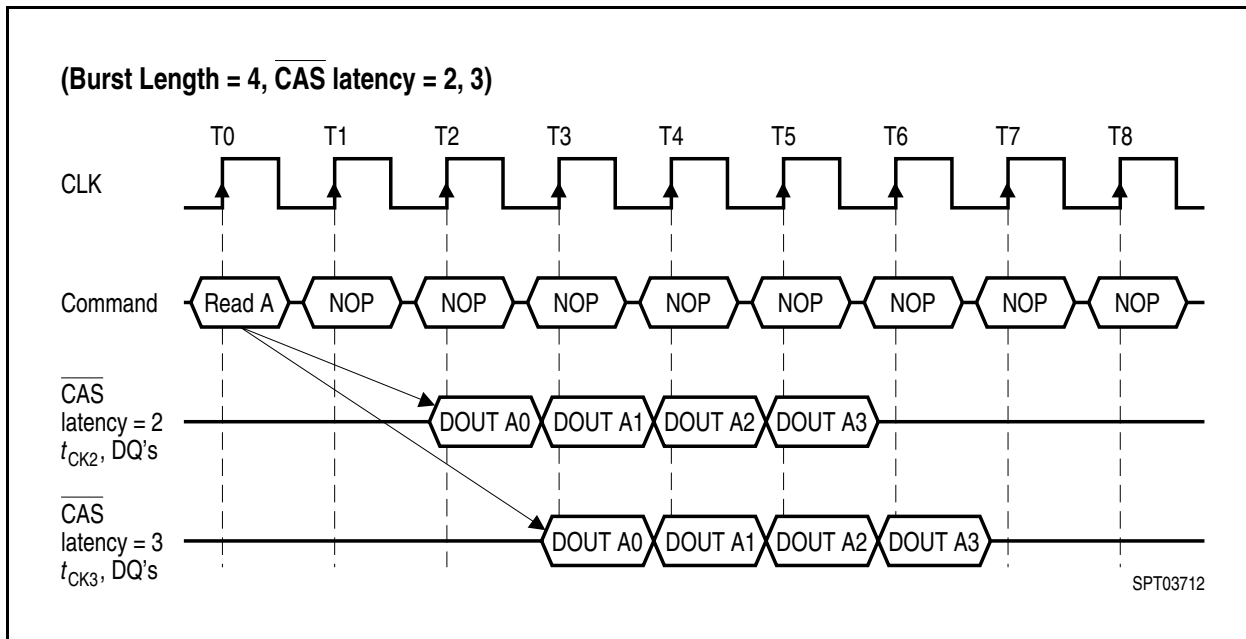 (Burst Length = 4, CAS latency = 2, 3)
T0 T1 T2 T3 T4 T5 T6 T7 T8
CLK
Command Read A NOP NOP NOP NOP NOP NOP NOP NOP
CAS
latency = 2
tCK2, DQ's
DOUT A0 DOUT A1 DOUT A2 DOUT A3
CAS
latency = 3
tCK3, DQ's
DOUT A0 DOUT A1 DOUT A2 DOUT A3
SPT03712